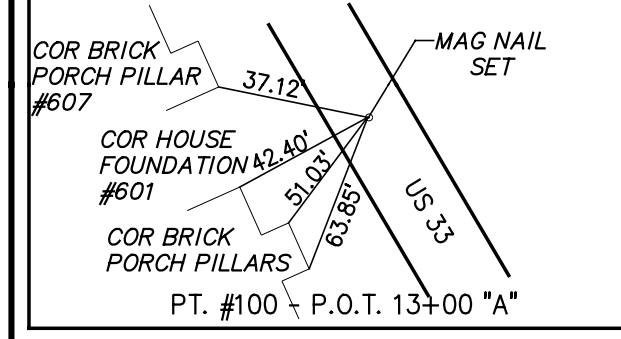 MAG NAIL
SET
COR BRICK
PORCH PILLAR
#607
37.12'
COR HOUSE
FOUNDATION
#601
42.40'
51.03'
63.85'
US 33
COR BRICK
PORCH PILLARS
PT. #100 - P.O.T. 13+00 "A"